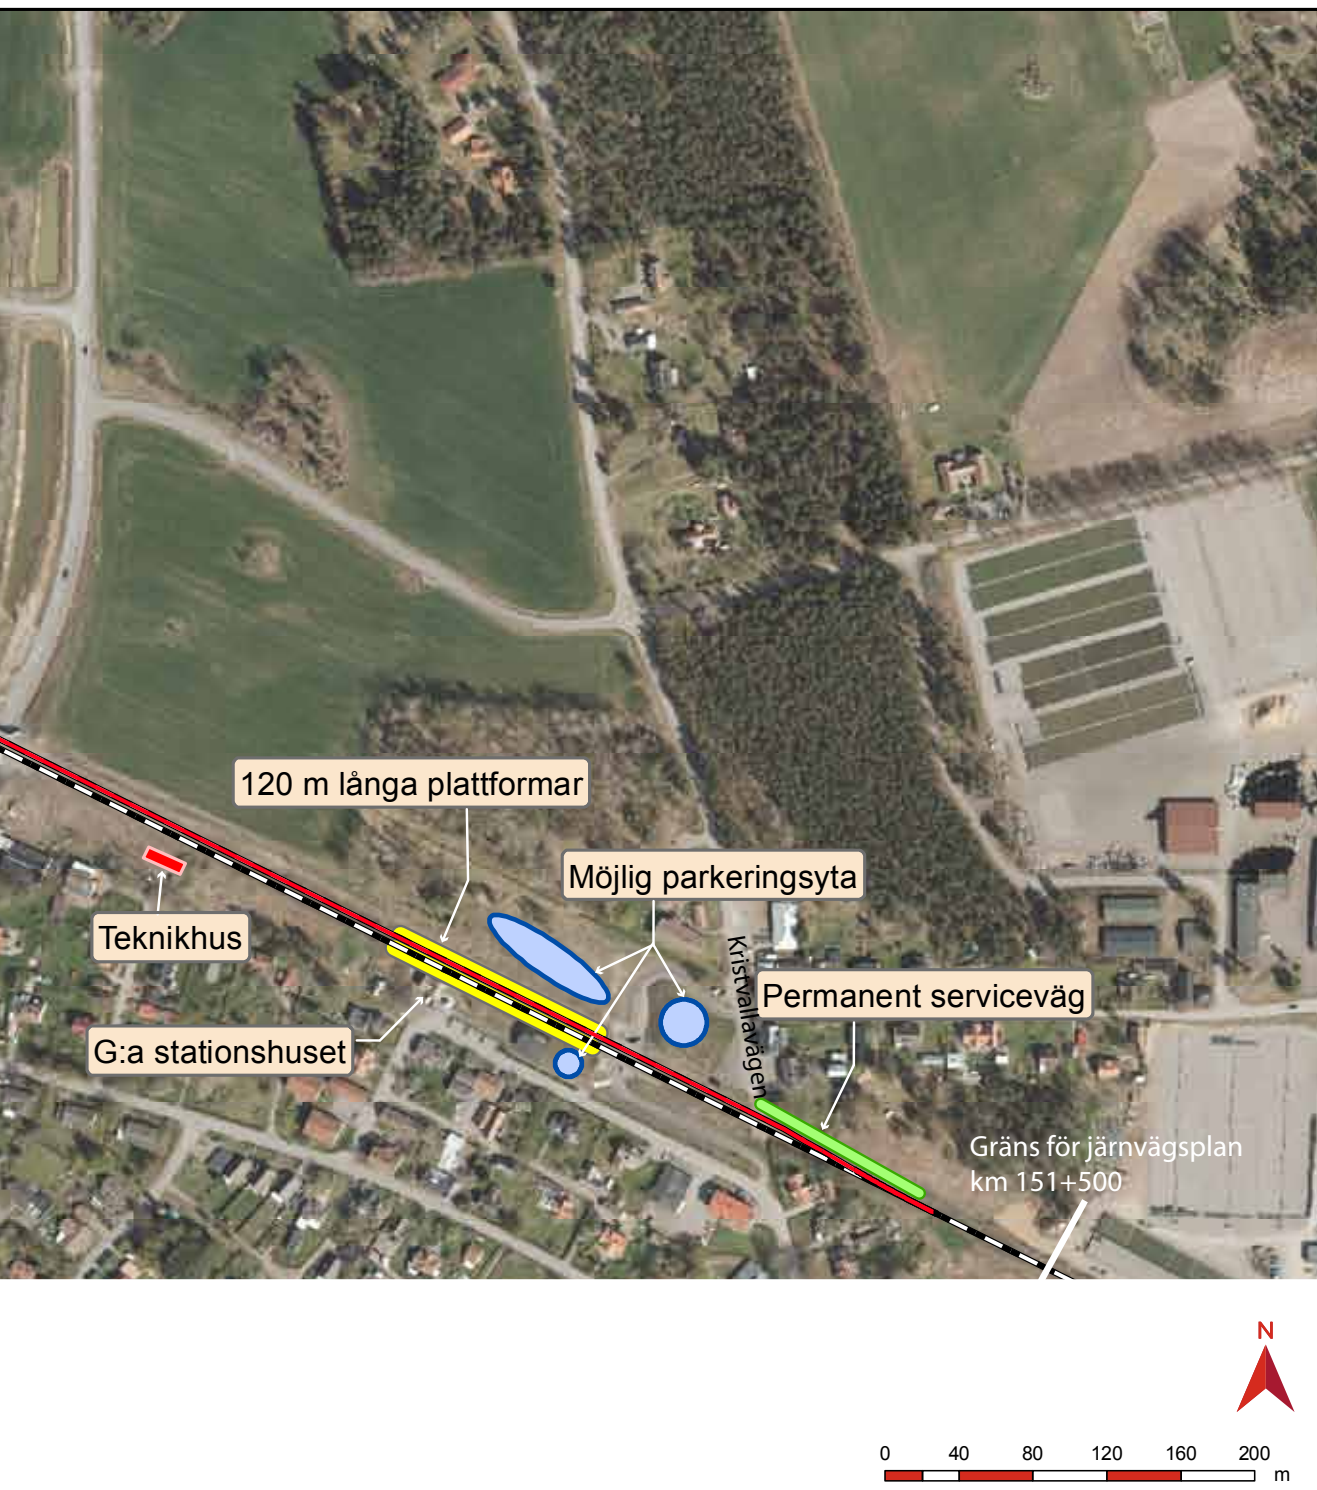 120 m långa plattformar
Möjlig parkeringsyta
Teknikhus
Kristvallavägen
Permanent serviceväg
G:a stationshuset
Gräns för järnvägsplan
km 151+500
N
0 40 80 120 160 200
m